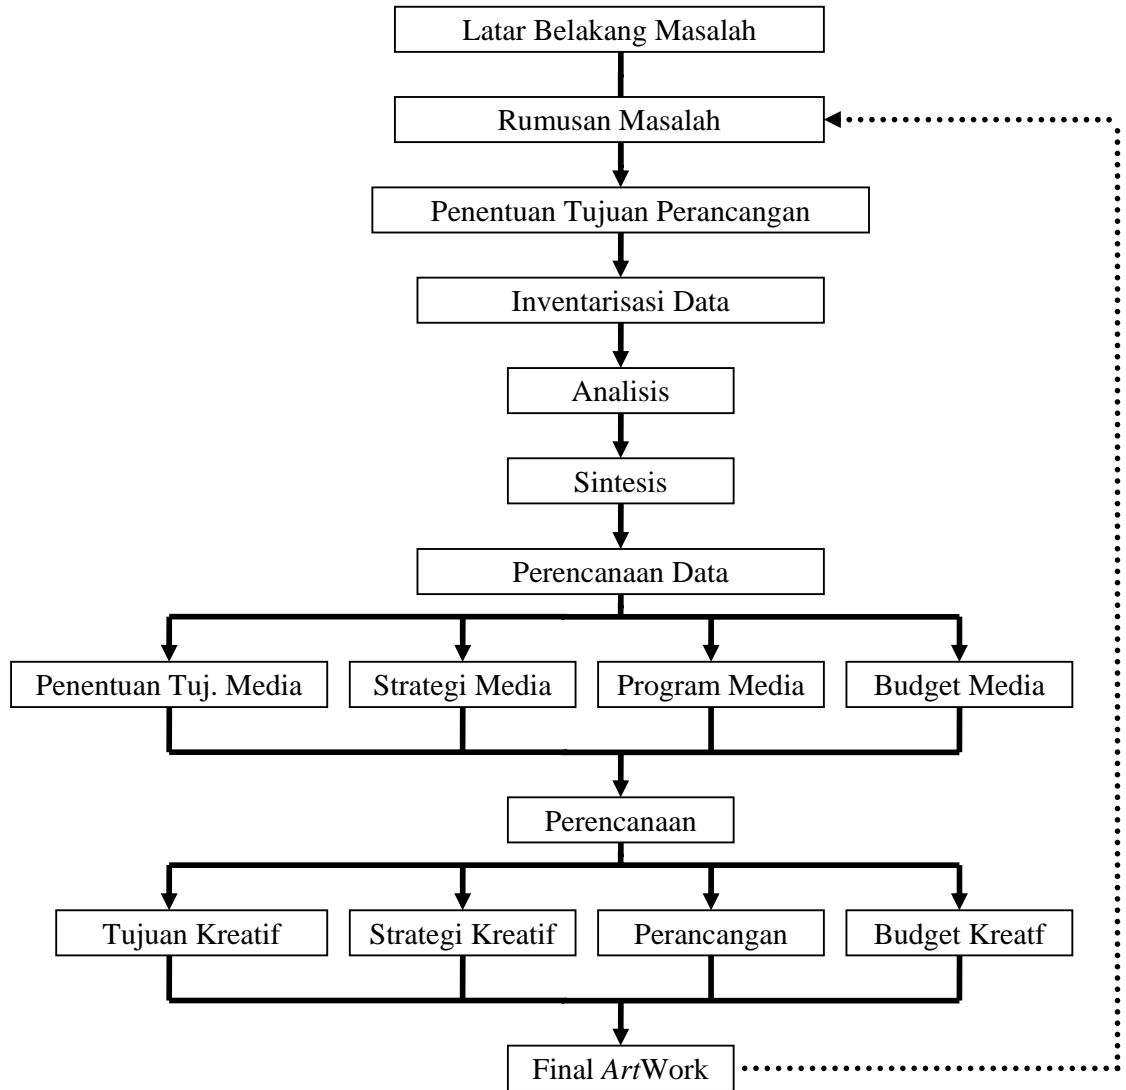 Latar Belakang Masalah
Rumusan Masalah
Penentuan Tujuan Perancangan
Inventarisasi Data
Analisis
Sintesis
Perencanaan Data
Penentuan Tuj. Media
Strategi Media
Program Media
Budget Media
Perencanaan
Tujuan Kreatif
Strategi Kreatif
Perancangan
Budget Kreatf
Final ArtWork